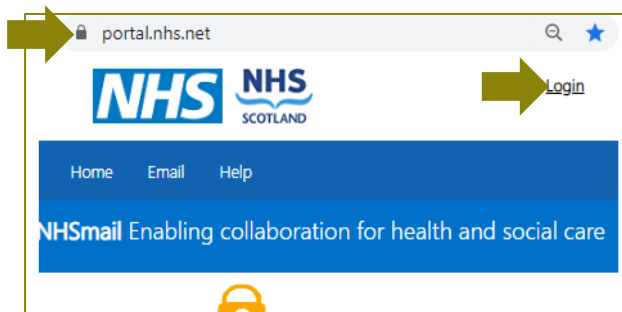 portal.nhs.net
NHS
NHS
SCOTLAND
Login
Home Email Help
NHSmail Enabling collaboration for health and social care